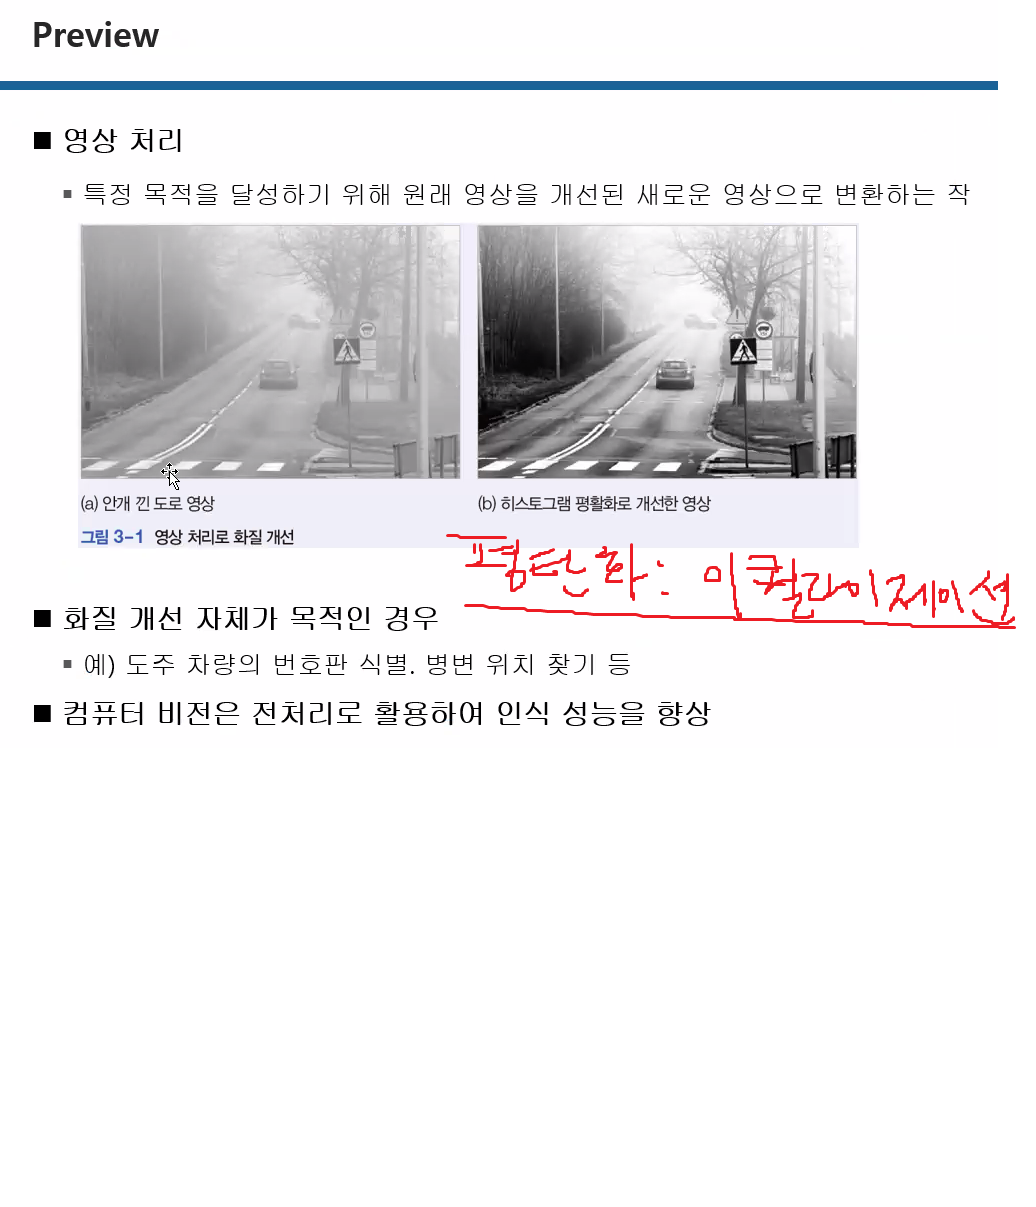 Preview
■ 영상 처리
▪ 특정 목적을 달성하기 위해 원래 영상을 개선된 새로운 영상으로 변환하는 작
(a) 안개 낀 도로 영상
(b) 히스토그램 평활화로 개선한 영상
그림 3-1 영상 처리로 화질 개선
평탄화: 이퀄라이제이션
■ 화질 개선 자체가 목적인 경우
▪ 예) 도주 차량의 번호판 식별. 병변 위치 찾기 등
■ 컴퓨터 비전은 전처리로 활용하여 인식 성능을 향상